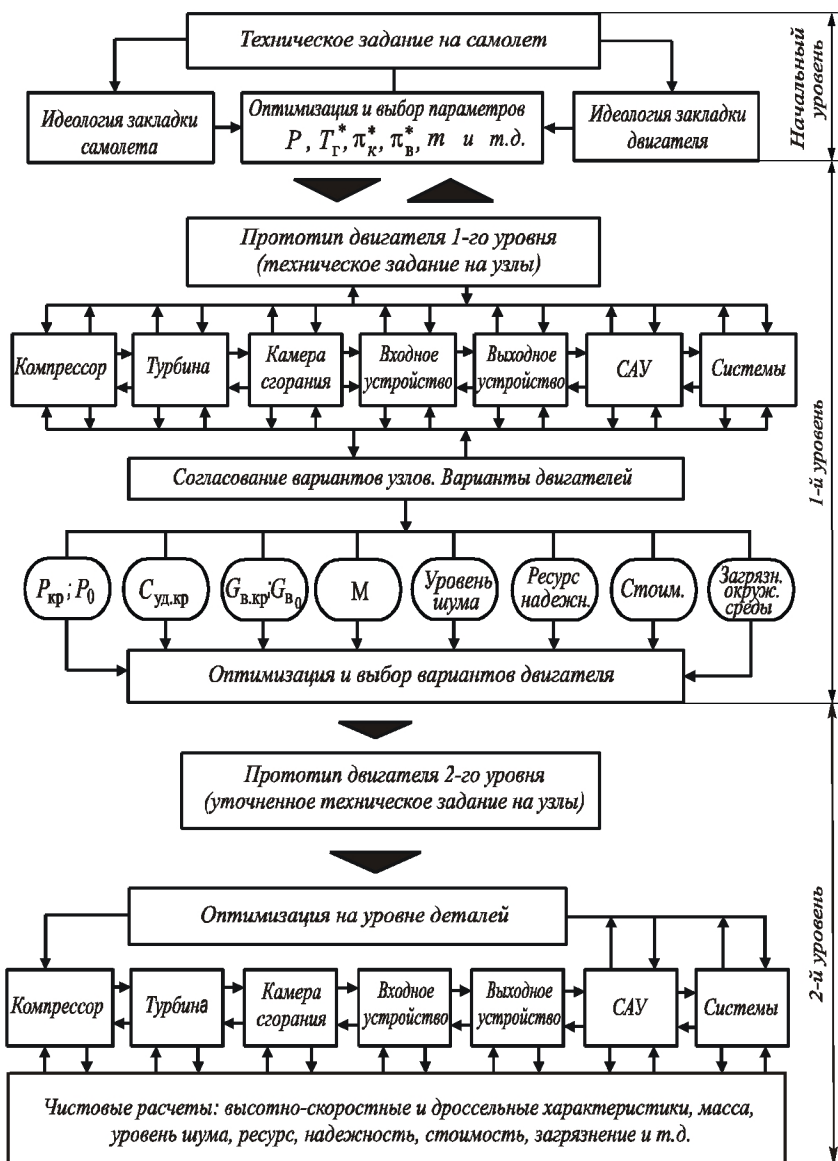 Техническое задание на самолет
Идеология закладки
самолета
Оптимизация и выбор параметров
P, T*г, π*к, π*в, m и т.д.
Идеология закладки
двигателя
Начальный
уровень
Прототип двигателя 1-го уровня
(техническое задание на узлы)
Компрессор
Турбина
Камера
сгорания
Входное
устройство
Выходное
устройство
САУ
Системы
Согласование вариантов узлов. Варианты двигателей
1-й уровень
Pкр; P0
Cуд.кр
Gв.кр;Gв0
М
Уровень
шума
Ресурс
надежн.
Стоим.
Загрязн.
окруж.
среды
Оптимизация и выбор вариантов двигателя
Прототип двигателя 2-го уровня
(уточненное техническое задание на узлы)
Оптимизация на уровне деталей
2-й уровень
Компрессор
Турбина
Камера
сгорания
Входное
устройство
Выходное
устройство
САУ
Системы
Чистовые расчеты: высотно-скоростные и дроссельные характеристики, масса,
уровень шума, ресурс, надежность, стоимость, загрязнение и т.д.